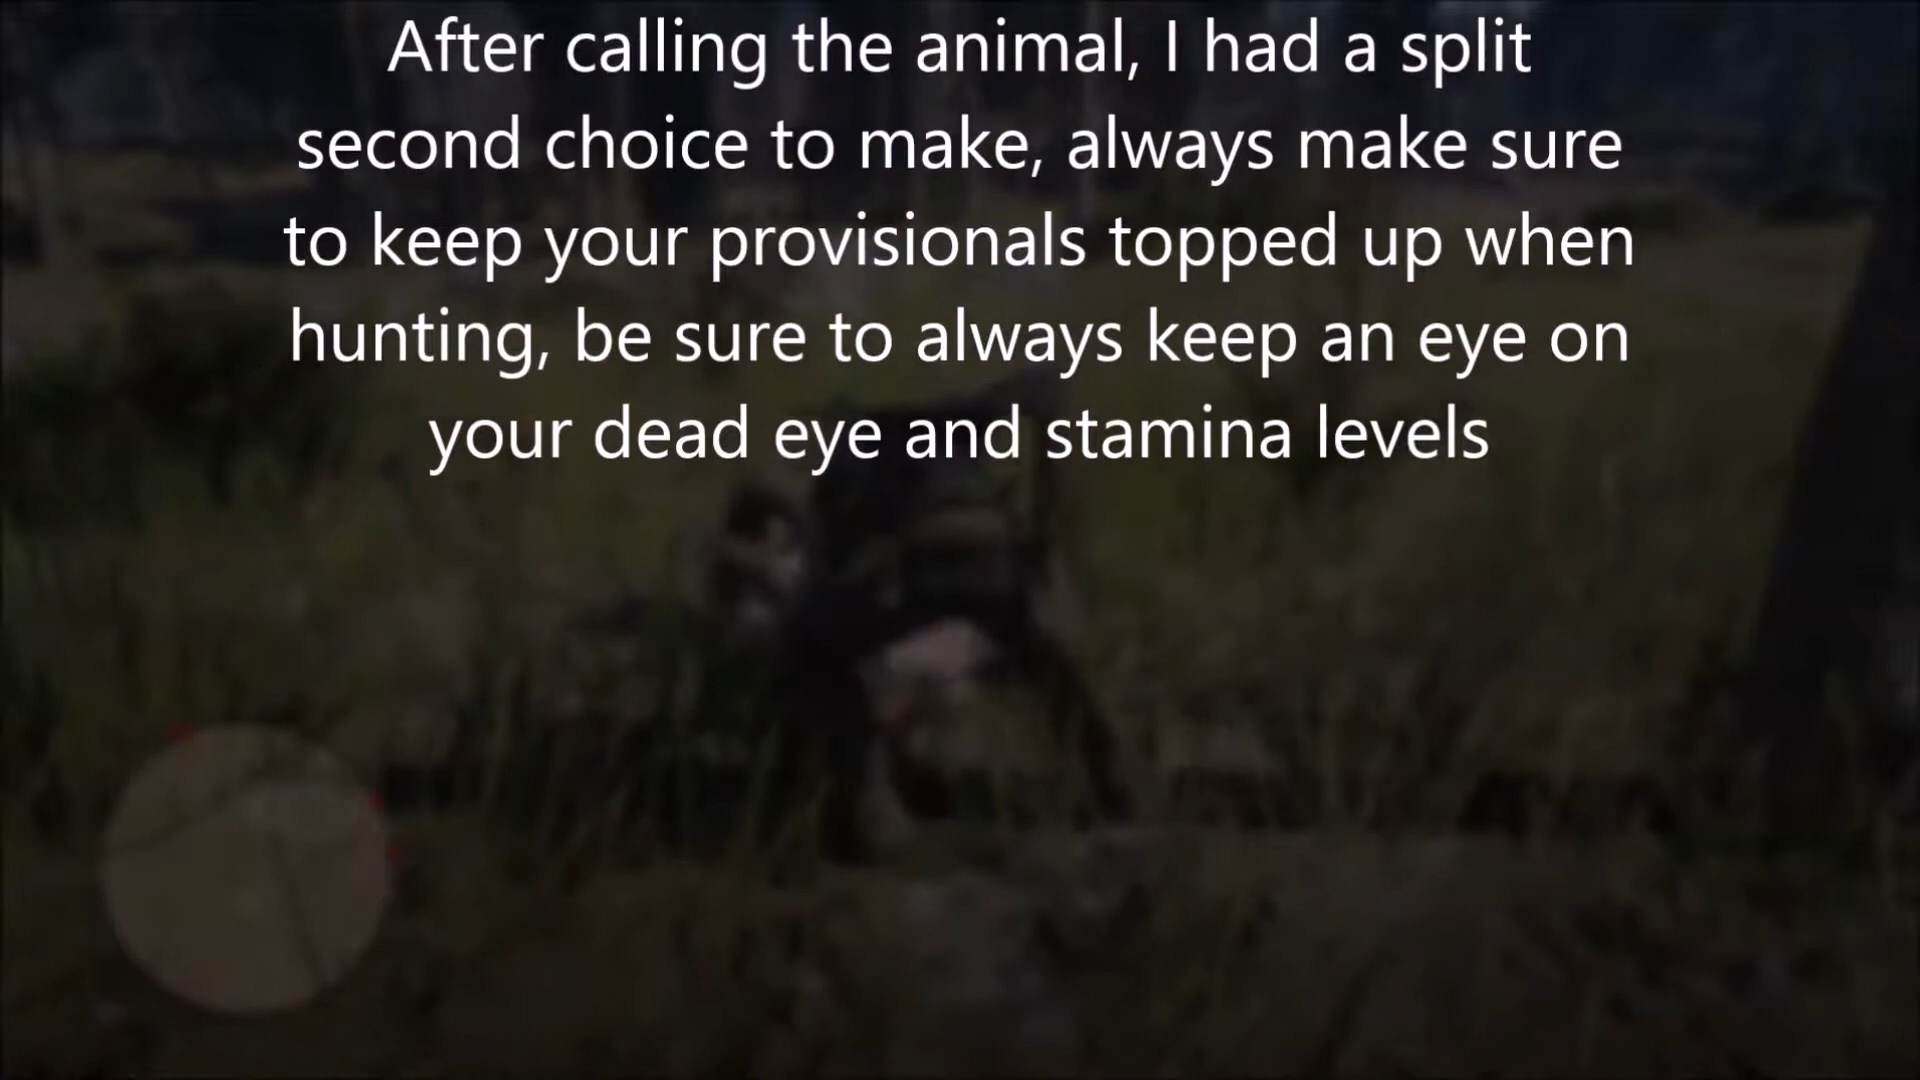 After calling the animal, I had a split
second choice to make, always make sure
to keep your provisionals topped up when
hunting, be sure to always keep an eye on
your dead eye and stamina levels